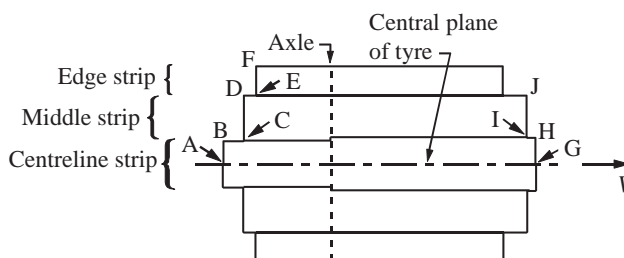 Axle
Central plane
of tyre
F
Edge strip
D
E
J
Middle strip
B
C
I
H
A
Centreline strip
G